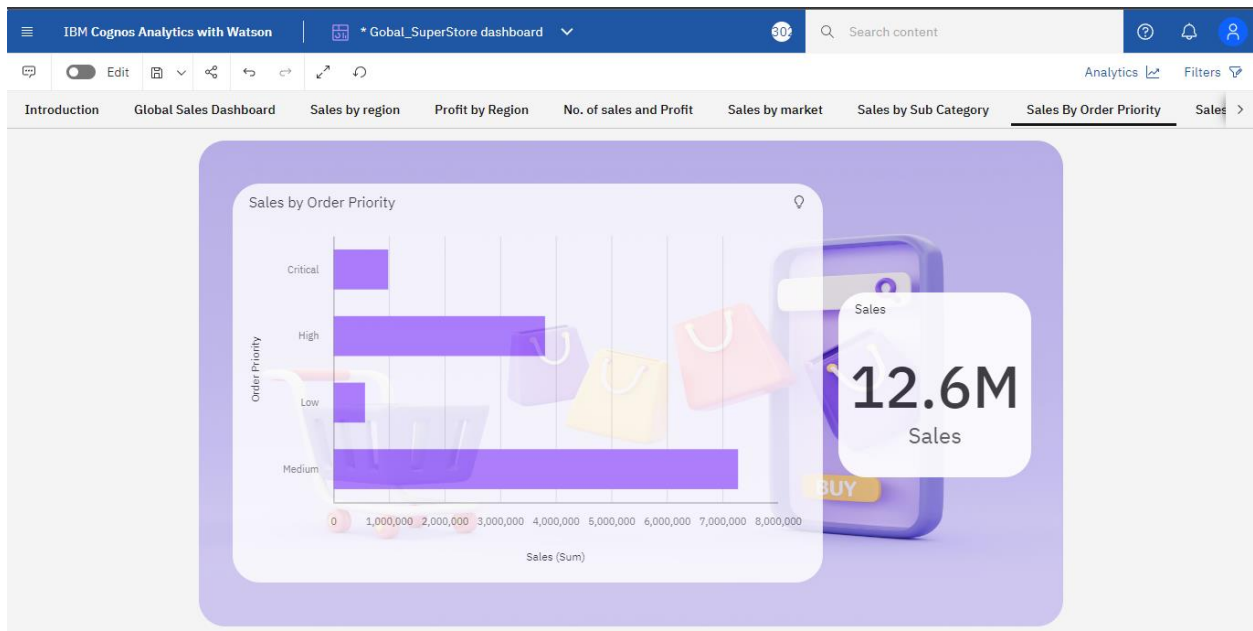 IBM Cognos Analytics with Watson
* Gobal_SuperStore dashboard
Search content
Edit
Analytics
Filters
Introduction
Global Sales Dashboard
Sales by region
Profit by Region
No. of sales and Profit
Sales by market
Sales by Sub Category
Sales By Order Priority
Sales
Sales by Order Priority
Critical
High
Low
Medium
Order Priority
0 1,000,000 2,000,000 3,000,000 4,000,000 5,000,000 6,000,000 7,000,000 8,000,000
Sales (Sum)
Sales
12.6M
Sales
BUY